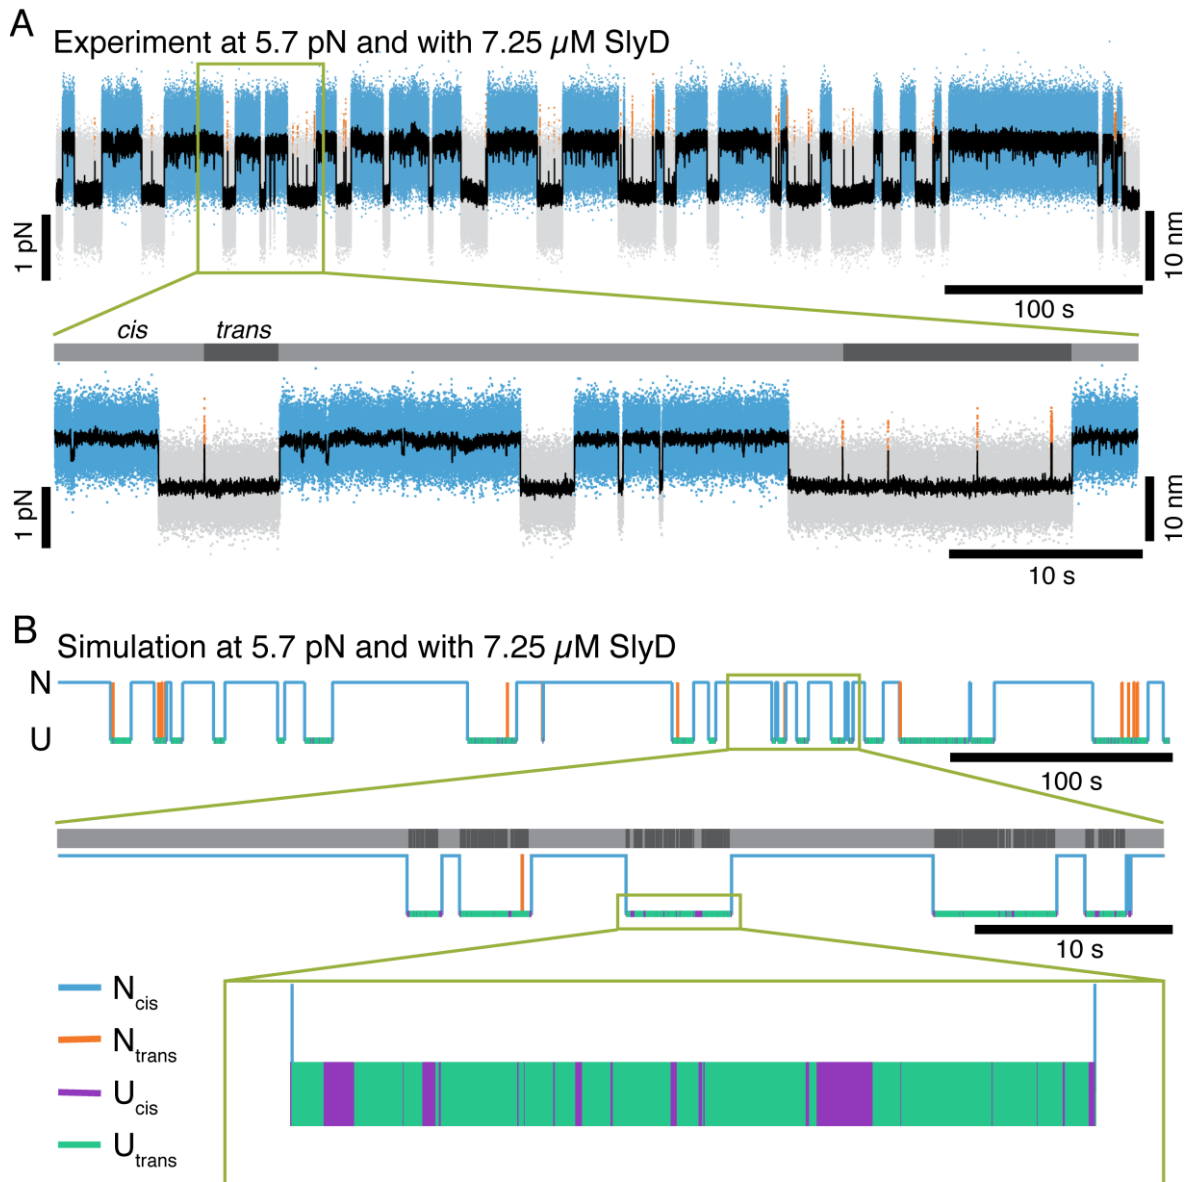 A
Experiment at 5.7 pN and with 7.25 µM SlyD
1 pN
10 nm
100 s
cis
trans
1 pN
10 nm
10 s
B
Simulation at 5.7 pN and with 7.25 µM SlyD
N
U
100 s
10 s
Ncis
Ntrans
Ucis
Utrans